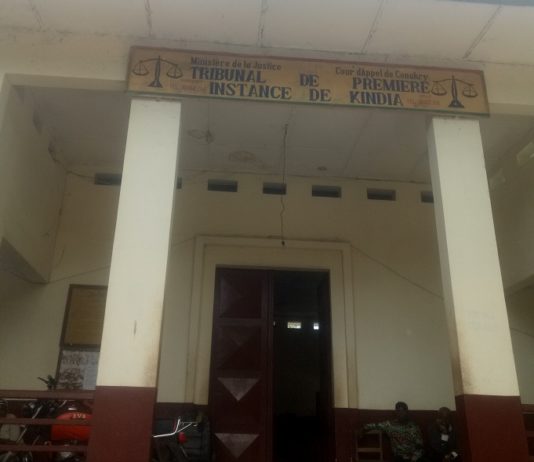 Ministère de la Justice
Cour d'Appel de Conakry
TRIBUNAL DE PREMIERE
INSTANCE DE KINDIA